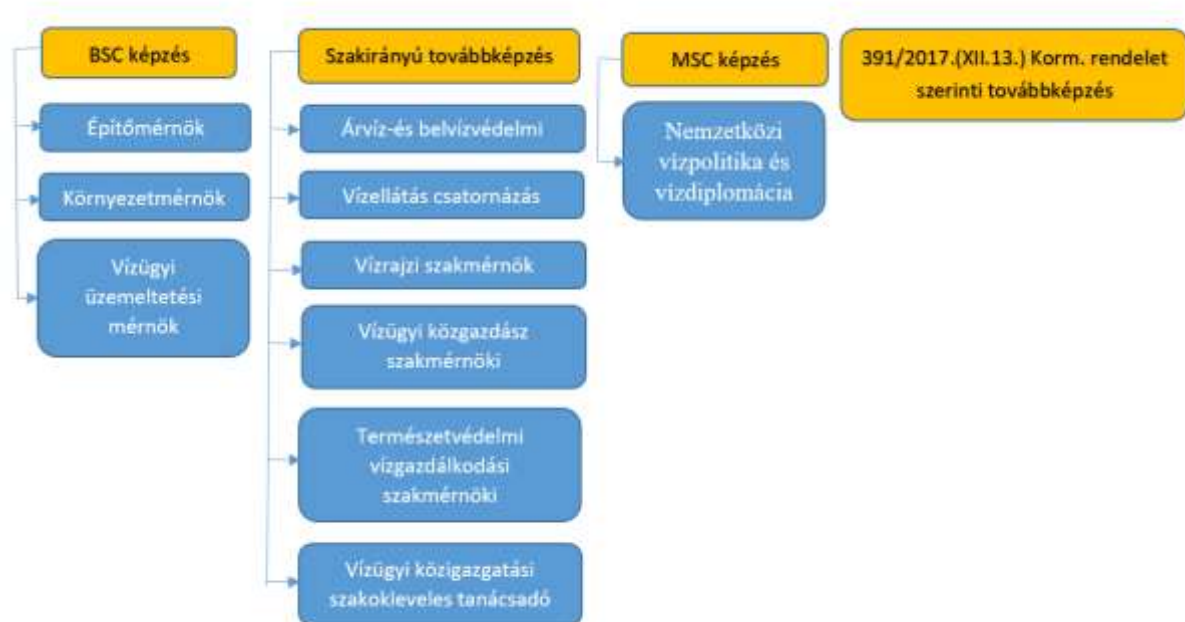 BSC képzés
Építőmérnök
Környezetmérnök
Vízügyi
üzemeltetési
mérnök
Szakirányú továbbképzés
Árvíz-és belvízvédelmi
Vízellátás csatornázás
Vízrajzi szakmérnök
Vízügyi közgazdász
szakmérnöki
Természetvédelmi
vízgazdálkodási
szakmérnöki
Vízügyi közigazgatási
szakokleveles tanácsadó
MSC képzés
Nemzetközi
vízpolitika és
vízdiplomácia
391/2017.(XII.13.) Korm. rendelet
szerinti továbbképzés